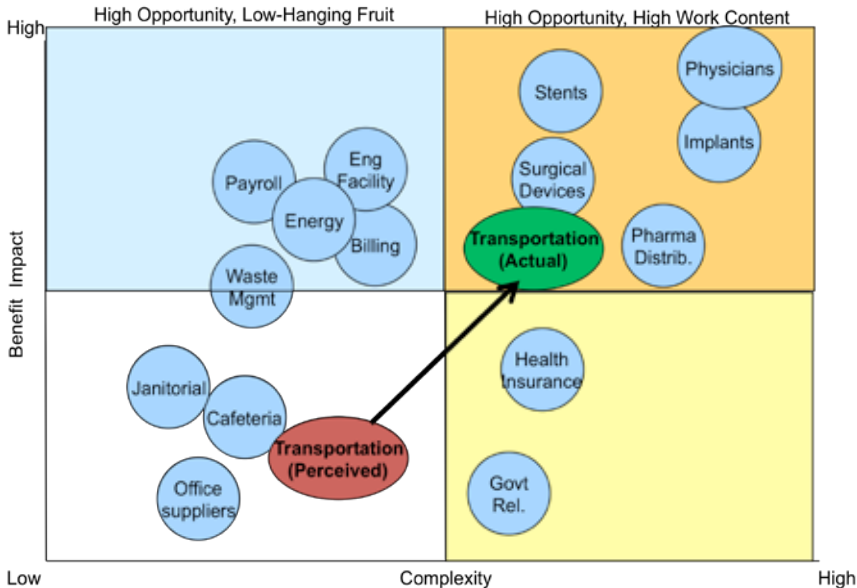 High Opportunity, Low-Hanging Fruit
High Opportunity, High Work Content
High
Physicians
Stents
Implants
Eng
Facility
Payroll
Surgical
Devices
Energy
Billing
Transportation
(Actual)
Pharma
Distrib.
Waste
Mgmt
Benefit Impact
Health
Insurance
Janitorial
Cafeteria
Transportation
(Perceived)
Office
suppliers
Govt
Rel.
Low
Complexity
High